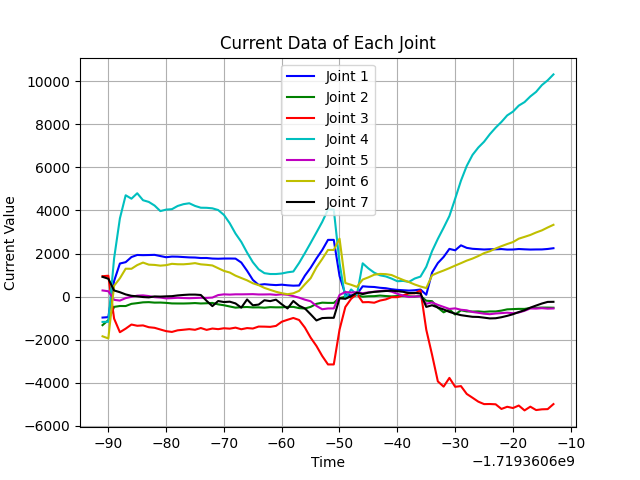 Current Data of Each Joint
Joint 1
Joint 2
Joint 3
Joint 4
Joint 5
Joint 6
Joint 7
10000
8000
6000
4000
2000
0
−2000
−4000
−6000
Current Value
−90 −80 −70 −60 −50 −40 −30 −20 −10
Time
−1.7193606e9